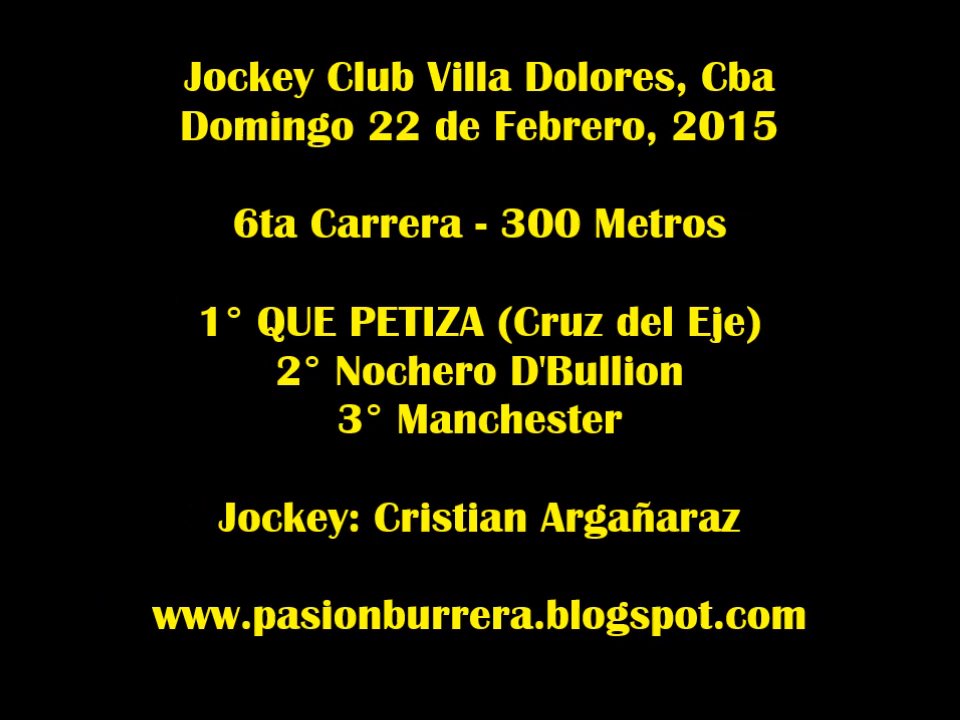 Jockey Club Villa Dolores, Cba
Domingo 22 de Febrero, 2015
6ta Carrera - 300 Metros
1° QUE PETIZA (Cruz del Eje)
2° Nochero D'Bullion
3° Manchester
Jockey: Cristian Argañaraz
www.pasionburrera.blogspot.com